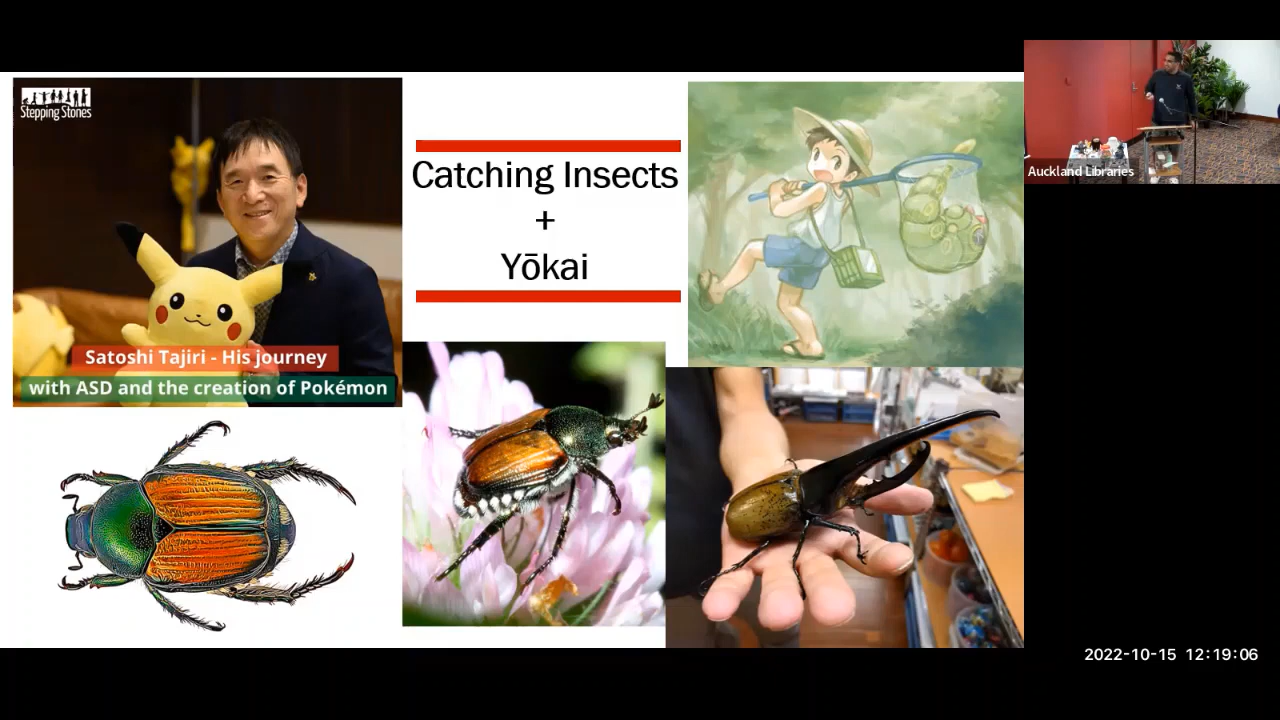 Stepping Stones
Satoshi Tajiri - His journey
with ASD and the creation of Pokémon
Catching Insects
+
Yōkai
Auckland Libraries
2022-10-15 12:19:06